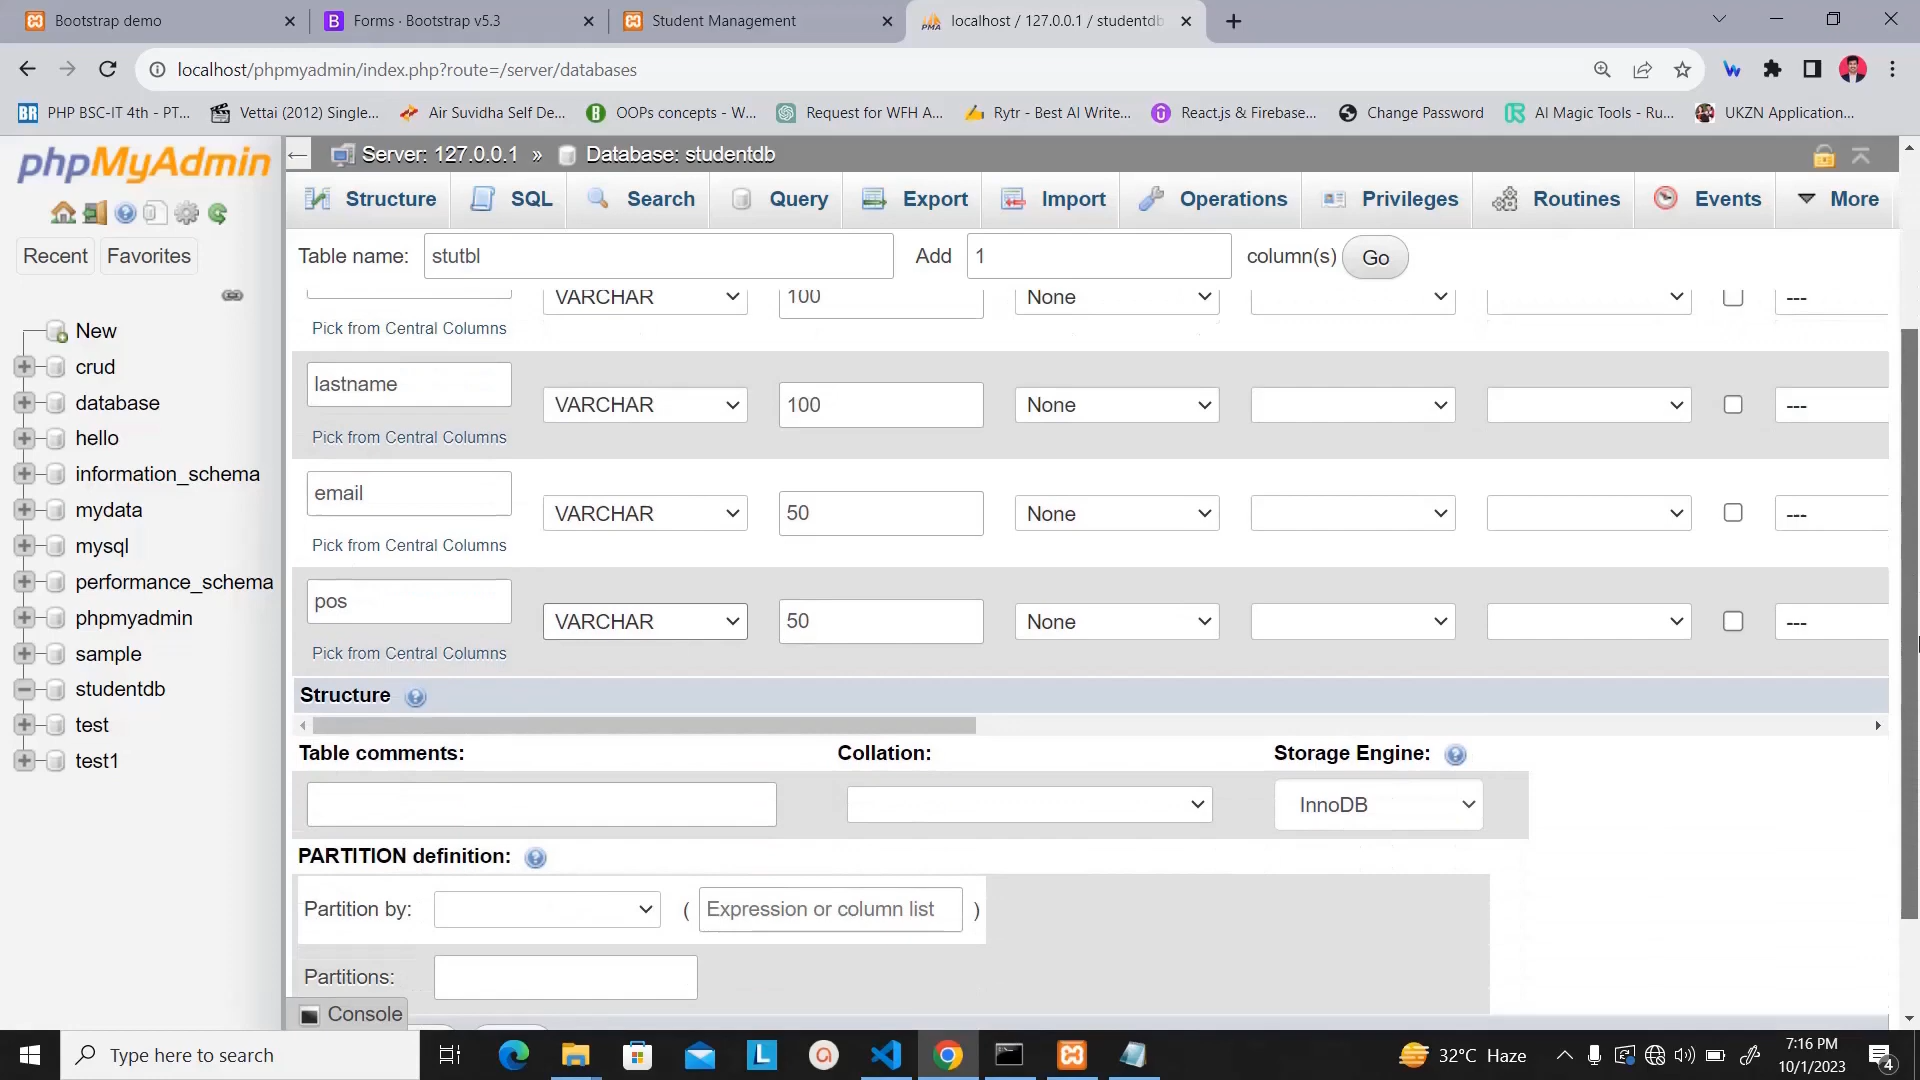 Bootstrap demo
Forms · Bootstrap v5.3
Student Management
localhost / 127.0.0.1 / studentdb
localhost/phpmyadmin/index.php?route=/server/databases
PHP BSC-IT 4th - PT...
Vettai (2012) Single...
Air Suvidha Self De...
OOPs concepts - W...
Request for WFH A...
Rytr - Best AI Write...
React.js & Firebase...
Change Password
AI Magic Tools - Ru...
UKZN Application...
phpMyAdmin
Server: 127.0.0.1 » Database: studentdb
Structure
SQL
Search
Query
Export
Import
Operations
Privileges
Routines
Events
More
Recent
Favorites
New
crud
database
hello
information_schema
mydata
mysql
performance_schema
phpmyadmin
sample
studentdb
test
test1
Table name: stutbl Add 1 column(s) Go
VARCHAR 100 None ---
Pick from Central Columns
lastname VARCHAR 100 None ---
Pick from Central Columns
email VARCHAR 50 None ---
Pick from Central Columns
pos VARCHAR 50 None ---
Pick from Central Columns
Structure
Table comments: Collation: Storage Engine:
InnoDB
PARTITION definition:
Partition by: ( Expression or column list )
Partitions:
Console
Type here to search
32°C Haze
7:16 PM
10/1/2023
4